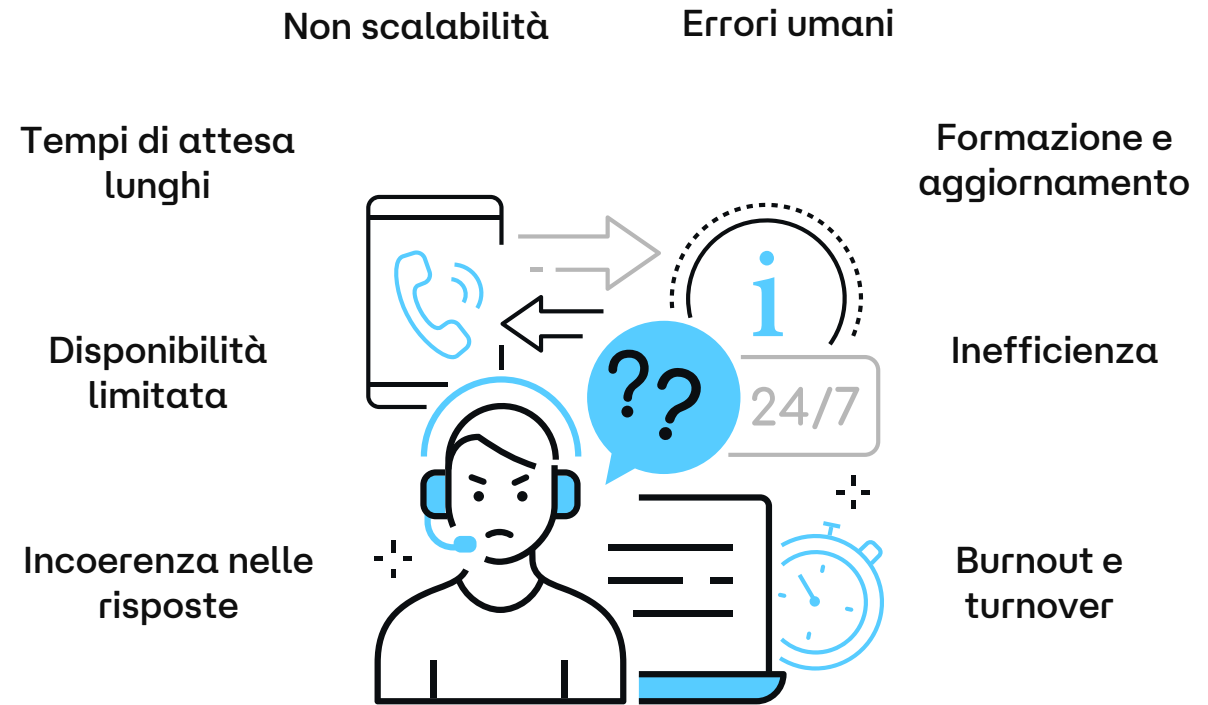 Non scalabilità
Errori umani
Tempi di attesa
lunghi
Formazione e
aggiornamento
Disponibilità
limitata
Inefficienza
Incoerenza nelle
risposte
Burnout e
turnover
i
??
24/7